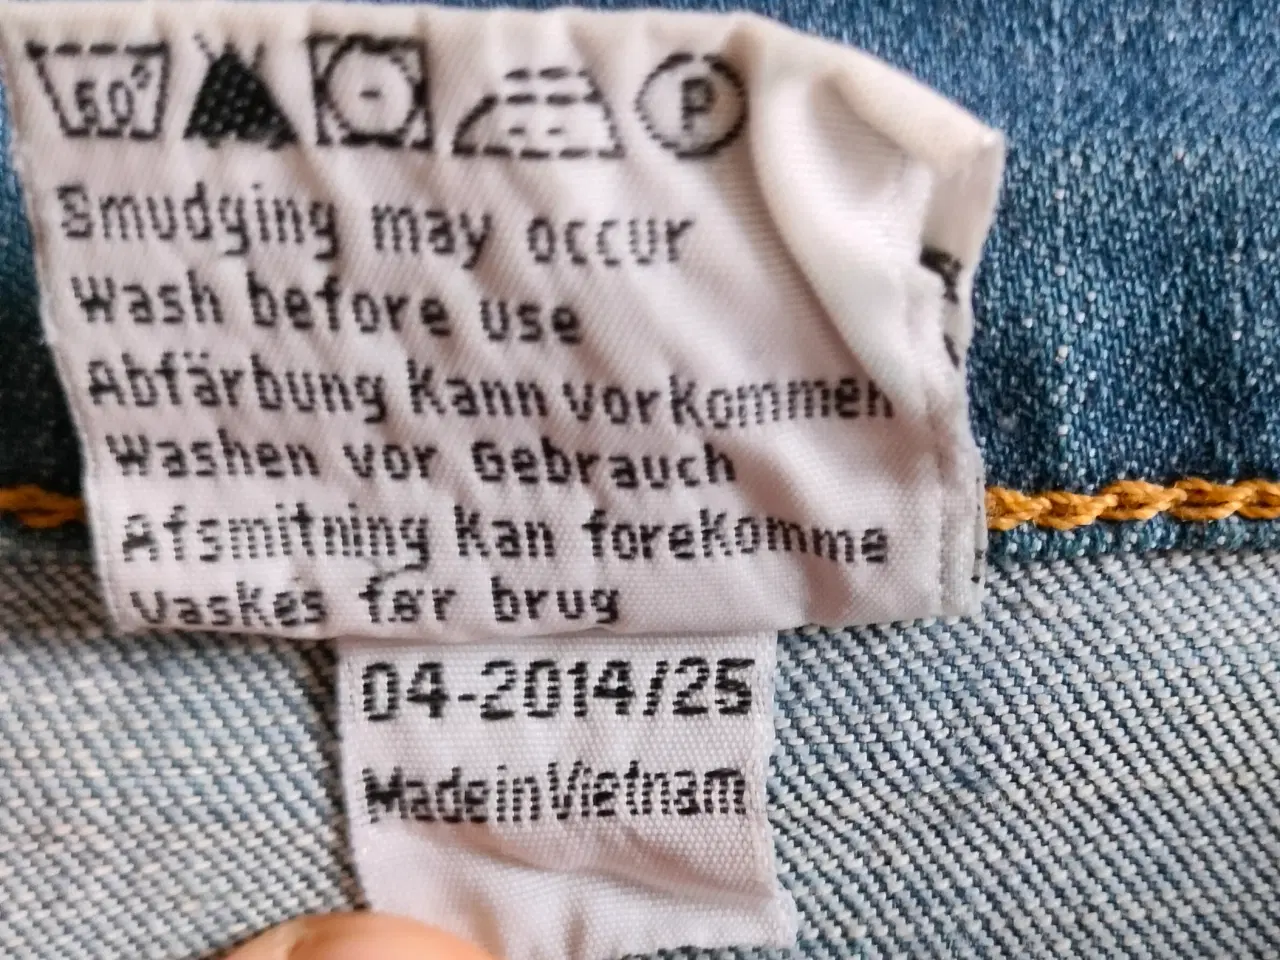 60°
P
Smudging may occur
Wash before use
Abfärbung kann vorkommen
Washen vor Gebrauch
Afsmitning kan forekomme
Vaskes før brug
04-2014/25
Made in Vietnam